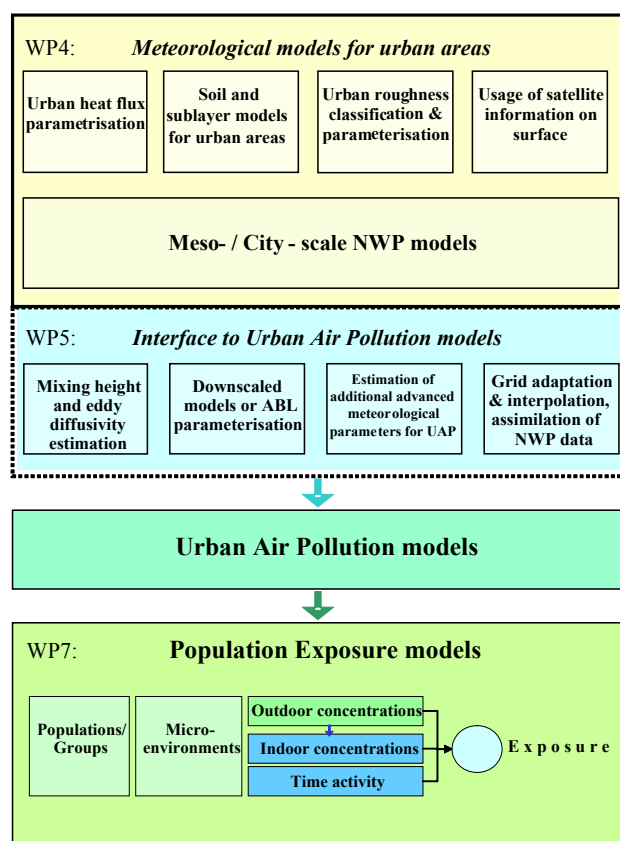 WP4: Meteorological models for urban areas
Urban heat flux
parametrisation
Soil and
sublayer models
for urban areas
Urban roughness
classification &
parameterisation
Usage of satellite
information on
surface
Meso- / City - scale NWP models
WP5: Interface to Urban Air Pollution models
Mixing height
and eddy
diffusivity
estimation
Downscaled
models or ABL
parameterisation
Estimation of
additional advanced
meteorological
parameters for UAP
Grid adaptation
& interpolation,
assimilation of
NWP data
Urban Air Pollution models
WP7: Population Exposure models
Populations/
Groups
Micro-
environments
Outdoor concentrations
Indoor concentrations
Time activity
Exposure